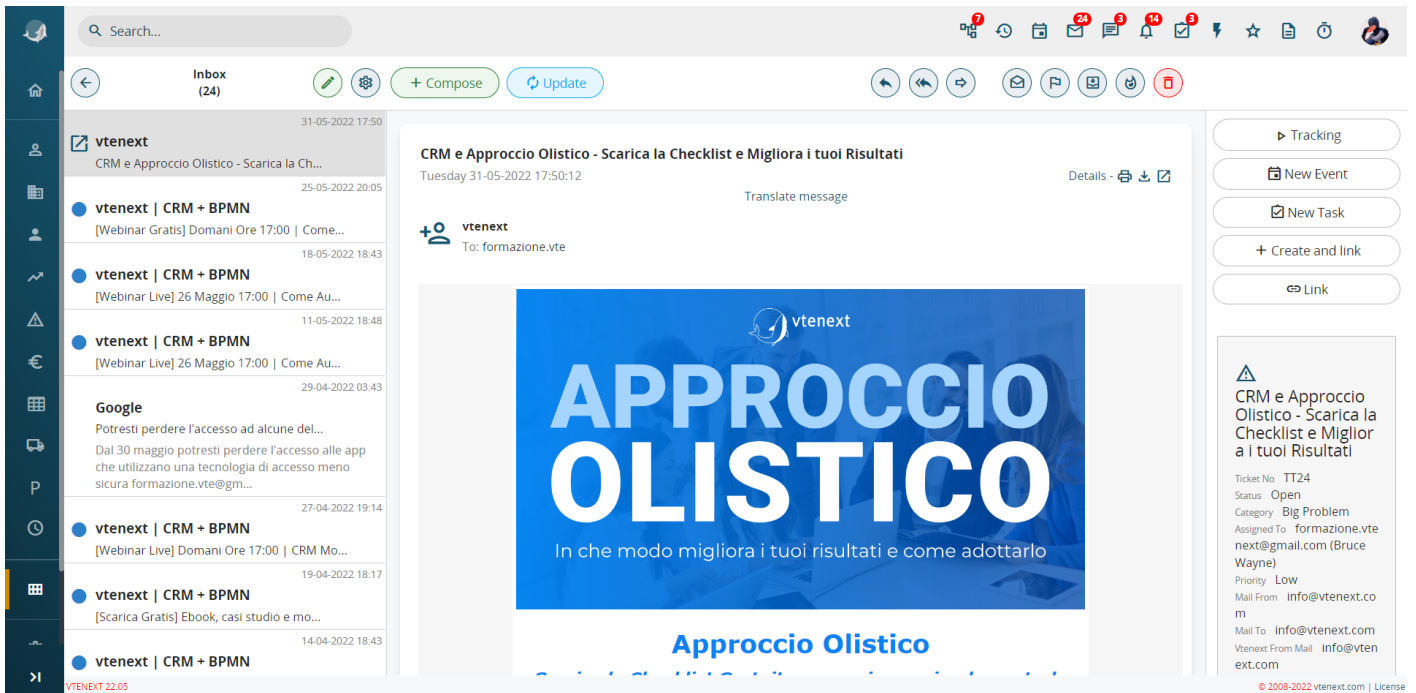 Search...
7
24
3
14
3
Inbox
(24)
+ Compose
Update
31-05-2022 17:50
vtenext
CRM e Approccio Olistico - Scarica la Ch...
25-05-2022 20:05
vtenext | CRM + BPMN
[Webinar Gratis] Domani Ore 17:00 | Come...
18-05-2022 18:43
vtenext | CRM + BPMN
[Webinar Live] 26 Maggio 17:00 | Come Au...
11-05-2022 18:48
vtenext | CRM + BPMN
[Webinar Live] 26 Maggio 17:00 | Come Au...
29-04-2022 03:43
Google
Potresti perdere l'accesso ad alcune del...
Dal 30 maggio potresti perdere l'accesso alle app
che utilizzano una tecnologia di accesso meno
sicura formazione.vte@gm...
27-04-2022 19:14
vtenext | CRM + BPMN
[Webinar Live] Domani Ore 17:00 | CRM Mo...
19-04-2022 18:17
vtenext | CRM + BPMN
[Scarica Gratis] Ebook, casi studio e mo...
14-04-2022 18:43
vtenext | CRM + BPMN
P
CRM e Approccio Olistico - Scarica la Checklist e Migliora i tuoi Risultati
Tuesday 31-05-2022 17:50:12
Details -
Translate message
vtenext
To: formazione.vte
vtenext
APPROCCIO
OLISTICO
In che modo migliora i tuoi risultati e come adottarlo
Approccio Olistico
Tracking
New Event
New Task
+ Create and link
Link
CRM e Approccio
Olistico - Scarica la
Checklist e Miglior
a i tuoi Risultati
Ticket No TT24
Status Open
Category Big Problem
Assigned To formazione.vte
next@gmail.com (Bruce
Wayne)
Priority Low
Mail From info@vtenext.co
m
Mail To info@vtenext.com
Vtenext From Mail info@vten
ext.com
VTENEXT 22.05
© 2008-2022 vtenext.com | License